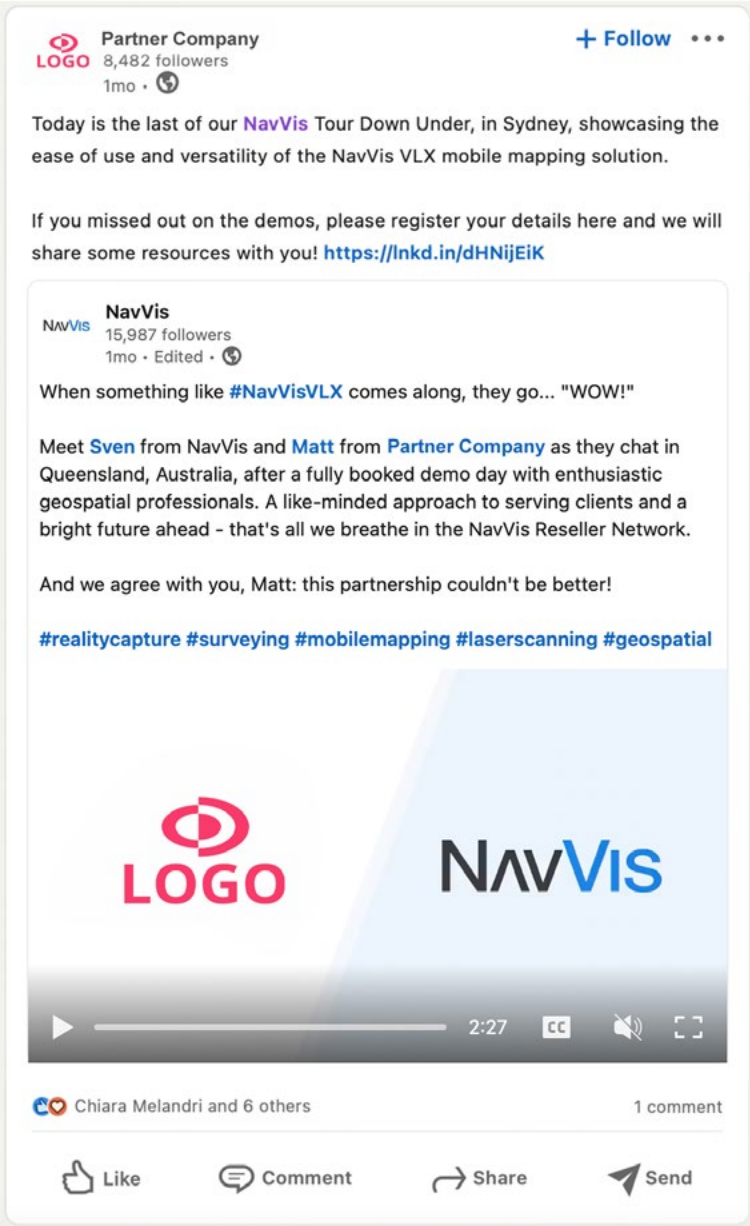 LOGO
Partner Company
8,482 followers
1mo •
+ Follow •••
Today is the last of our NavVis Tour Down Under, in Sydney, showcasing the
ease of use and versatility of the NavVis VLX mobile mapping solution.
If you missed out on the demos, please register your details here and we will
share some resources with you! https://lnkd.in/dHNijEiK
NAVVIS
NavVis
15,987 followers
1mo • Edited •
When something like #NavVisVLX comes along, they go... "WOW!"
Meet Sven from NavVis and Matt from Partner Company as they chat in
Queensland, Australia, after a fully booked demo day with enthusiastic
geospatial professionals. A like-minded approach to serving clients and a
bright future ahead - that's all we breathe in the NavVis Reseller Network.
And we agree with you, Matt: this partnership couldn't be better!
#realitycapture #surveying #mobilemapping #laserscanning #geospatial
LOGO
NAVVIS
2:27 CC
Chiara Melandri and 6 others
1 comment
Like Comment Share Send